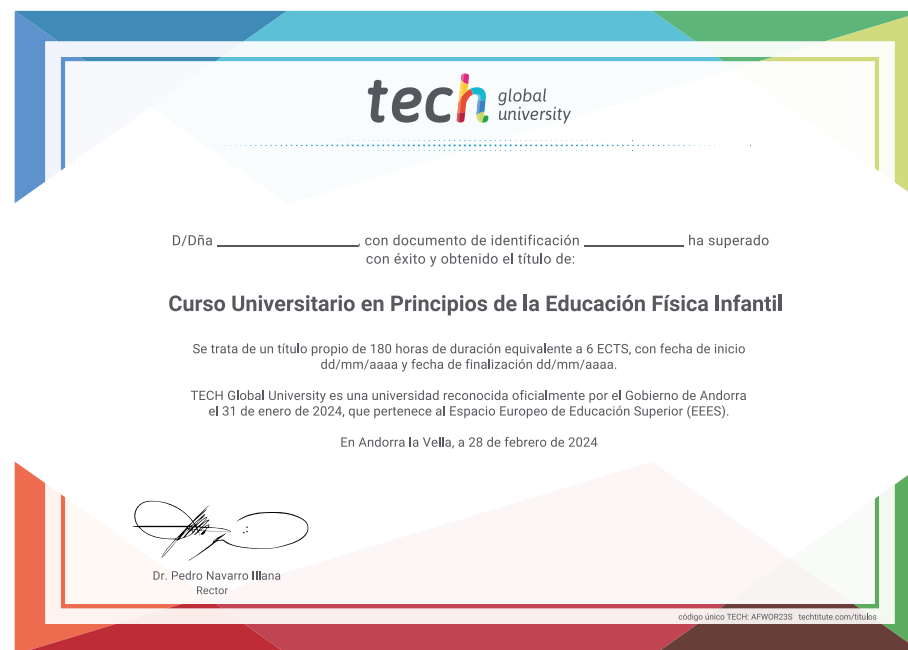 tech global
university
D/Dña ____________, con documento de identificación ____________ ha superado
con éxito y obtenido el título de:
Curso Universitario en Principios de la Educación Física Infantil
Se trata de un título propio de 180 horas de duración equivalente a 6 ECTS, con fecha de inicio
dd/mm/aaaa y fecha de finalización dd/mm/aaaa.
TECH Global University es una universidad reconocida oficialmente por el Gobierno de Andorra
el 31 de enero de 2024, que pertenece al Espacio Europeo de Educación Superior (EEES).
En Andorra la Vella, a 28 de febrero de 2024
Dr. Pedro Navarro Illana
Rector
código único TECH: AFWOR23S techtitute.com/titulos